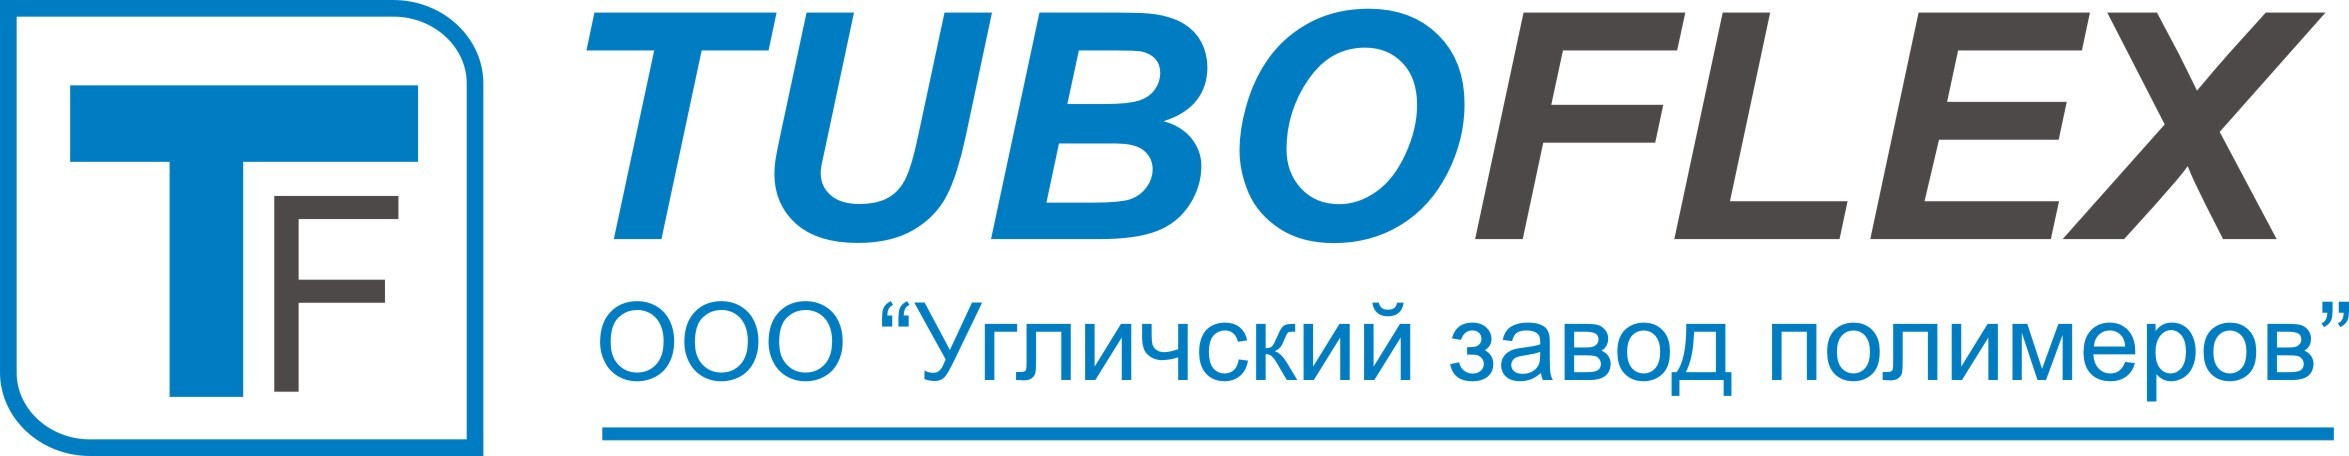 TF
TUBOFLEX
ООО “Угличский завод полимеров”